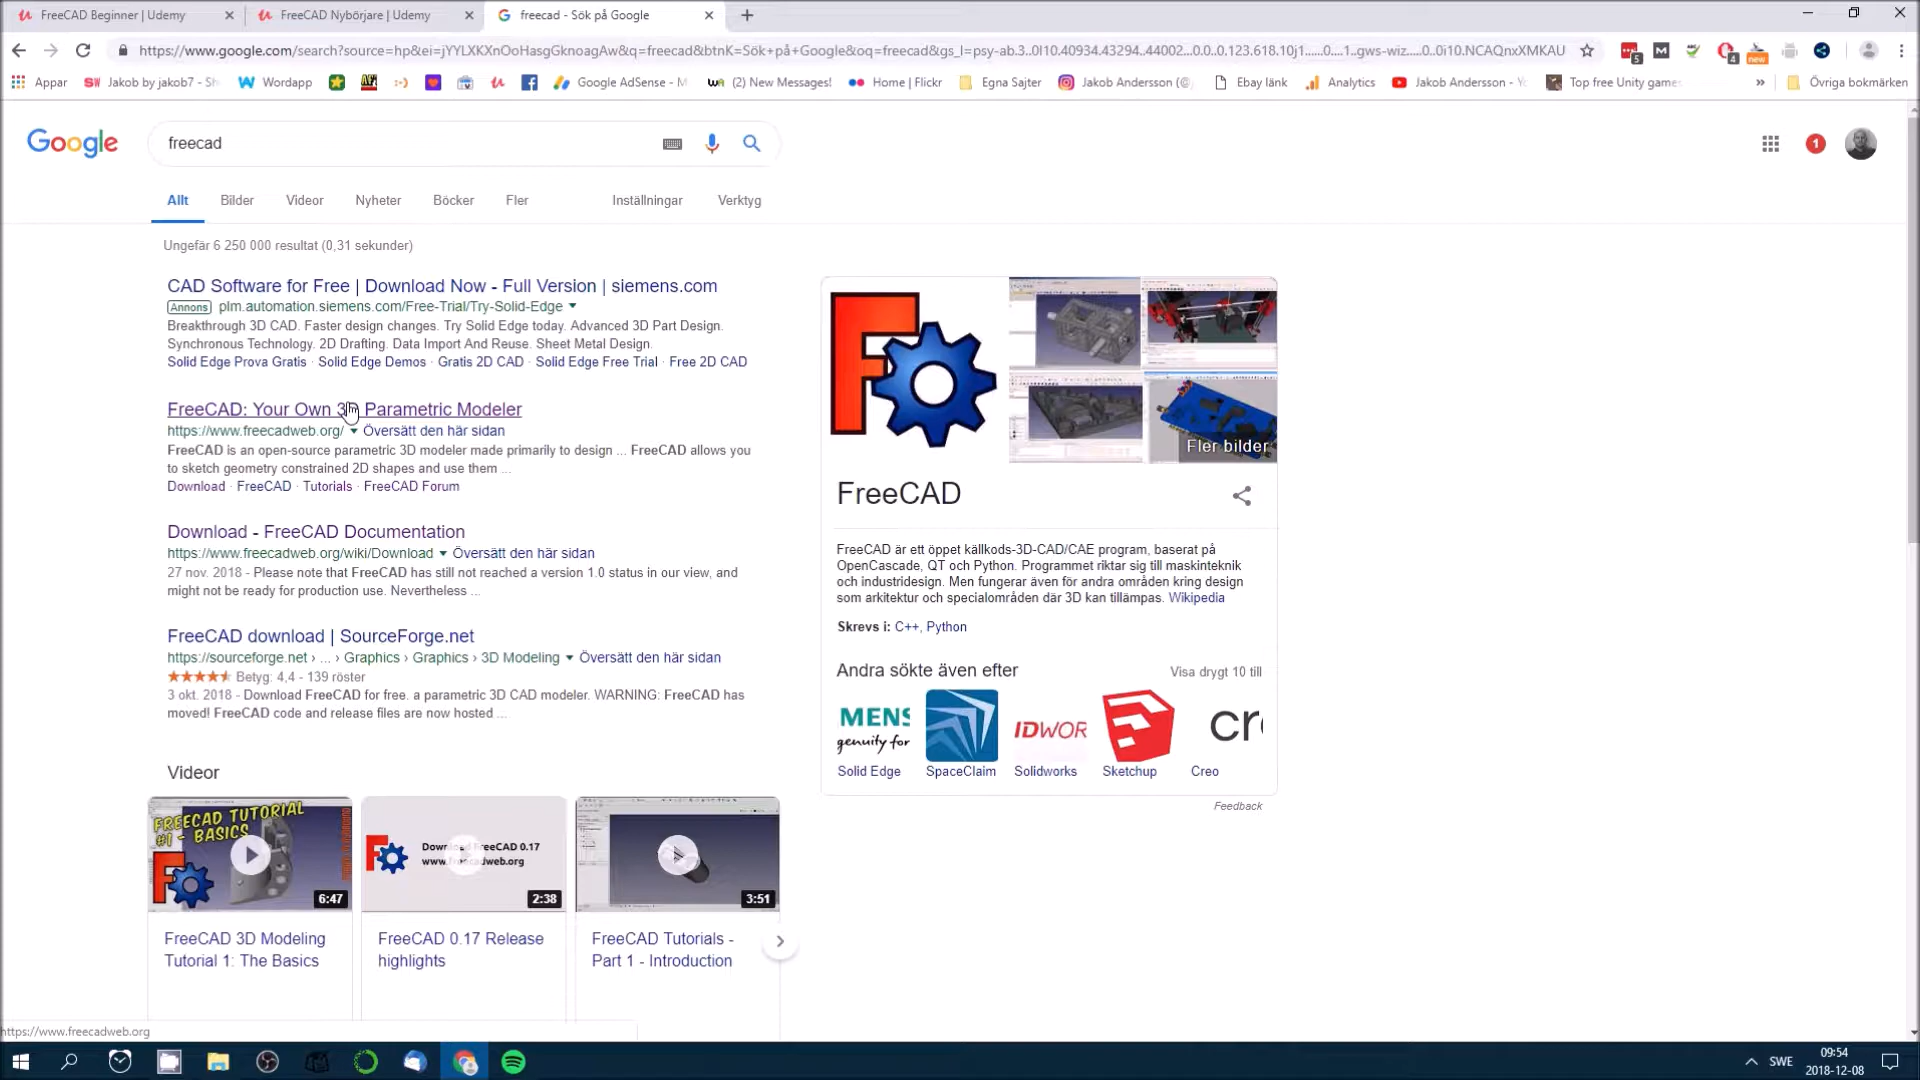 FreeCAD Beginner | Udemy
FreeCAD Nybörjare | Udemy
freecad - Sök på Google
https://www.google.com/search?source=hp&ei=jYYLXKXnOoHasgGknoagAw&q=freecad&btnK=Sök+på+Google&oq=freecad&gs_l=psy-ab.3..0l10.40934.43294..44002...0.0..0.123.618.10j1......0....1..gws-wiz.....0..0i10.NCAQnxXMKAU
5
4
new
Appar
Jakob by jakob7 - Sh
Wordapp
Google AdSense - M
(2) New Messages!
Home | Flickr
Egna Sajter
Jakob Andersson (@
Ebay länk
Analytics
Jakob Andersson - Yo
Top free Unity games
Övriga bokmärken
Google
freecad
1
Allt
Bilder
Videor
Nyheter
Böcker
Fler
Inställningar
Verktyg
Ungefär 6 250 000 resultat (0,31 sekunder)
CAD Software for Free | Download Now - Full Version | siemens.com
Annons plm.automation.siemens.com/Free-Trial/Try-Solid-Edge
Breakthrough 3D CAD. Faster design changes. Try Solid Edge today. Advanced 3D Part Design.
Synchronous Technology. 2D Drafting. Data Import And Reuse. Sheet Metal Design.
Solid Edge Prova Gratis · Solid Edge Demos · Gratis 2D CAD · Solid Edge Free Trial · Free 2D CAD
FreeCAD: Your Own 3D Parametric Modeler
https://www.freecadweb.org/ Översätt den här sidan
FreeCAD is an open-source parametric 3D modeler made primarily to design ... FreeCAD allows you
to sketch geometry constrained 2D shapes and use them ...
Download · FreeCAD · Tutorials · FreeCAD Forum
Download - FreeCAD Documentation
https://www.freecadweb.org/wiki/Download Översätt den här sidan
27 nov. 2018 - Please note that FreeCAD has still not reached a version 1.0 status in our view, and
might not be ready for production use. Nevertheless ...
FreeCAD download | SourceForge.net
https://sourceforge.net › ... › Graphics › Graphics › 3D Modeling Översätt den här sidan
Betyg: 4,4 - 139 röster
3 okt. 2018 - Download FreeCAD for free. a parametric 3D CAD modeler. WARNING: FreeCAD has
moved! FreeCAD code and release files are now hosted ...
Videor
FREECAD TUTORIAL
#1 - BASICS
6:47
FreeCAD 3D Modeling
Tutorial 1: The Basics
Download FreeCAD 0.17
www.freecadweb.org
2:38
FreeCAD 0.17 Release
highlights
3:51
FreeCAD Tutorials -
Part 1 - Introduction
Fler bilder
FreeCAD
FreeCAD är ett öppet källkods-3D-CAD/CAE program, baserat på
OpenCascade, QT och Python. Programmet riktar sig till maskinteknik
och industridesign. Men fungerar även för andra områden kring design
som arkitektur och specialområden där 3D kan tillämpas. Wikipedia
Skrevs i: C++, Python
Andra sökte även efter
Visa drygt 10 till
MENS
genuity for
IDWOR
cre
Solid Edge
SpaceClaim
Solidworks
Sketchup
Creo
Feedback
https://www.freecadweb.org
SWE
09:54
2018-12-08